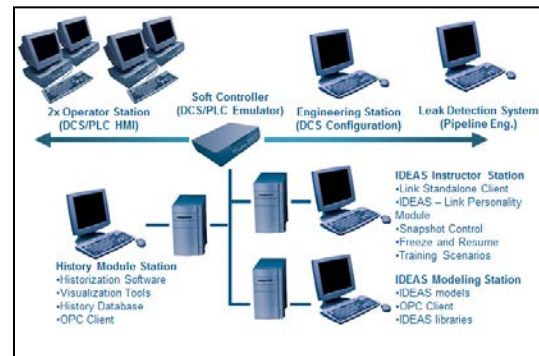 2x Operator Station
(DCS/PLC HMI)
Soft Controller
(DCS/PLC Emulator)
Engineering Station
(DCS Configuration)
Leak Detection System
(Pipeline Eng.)
History Module Station
•Historization Software
•Visualization Tools
•History Database
•OPC Client
IDEAS Instructor Station
•Link Standalone Client
•IDEAS – Link Personality
Module
•Snapshot Control
•Freeze and Resume
•Training Scenarios
IDEAS Modeling Station
•IDEAS models
•OPC Client
•IDEAS libraries